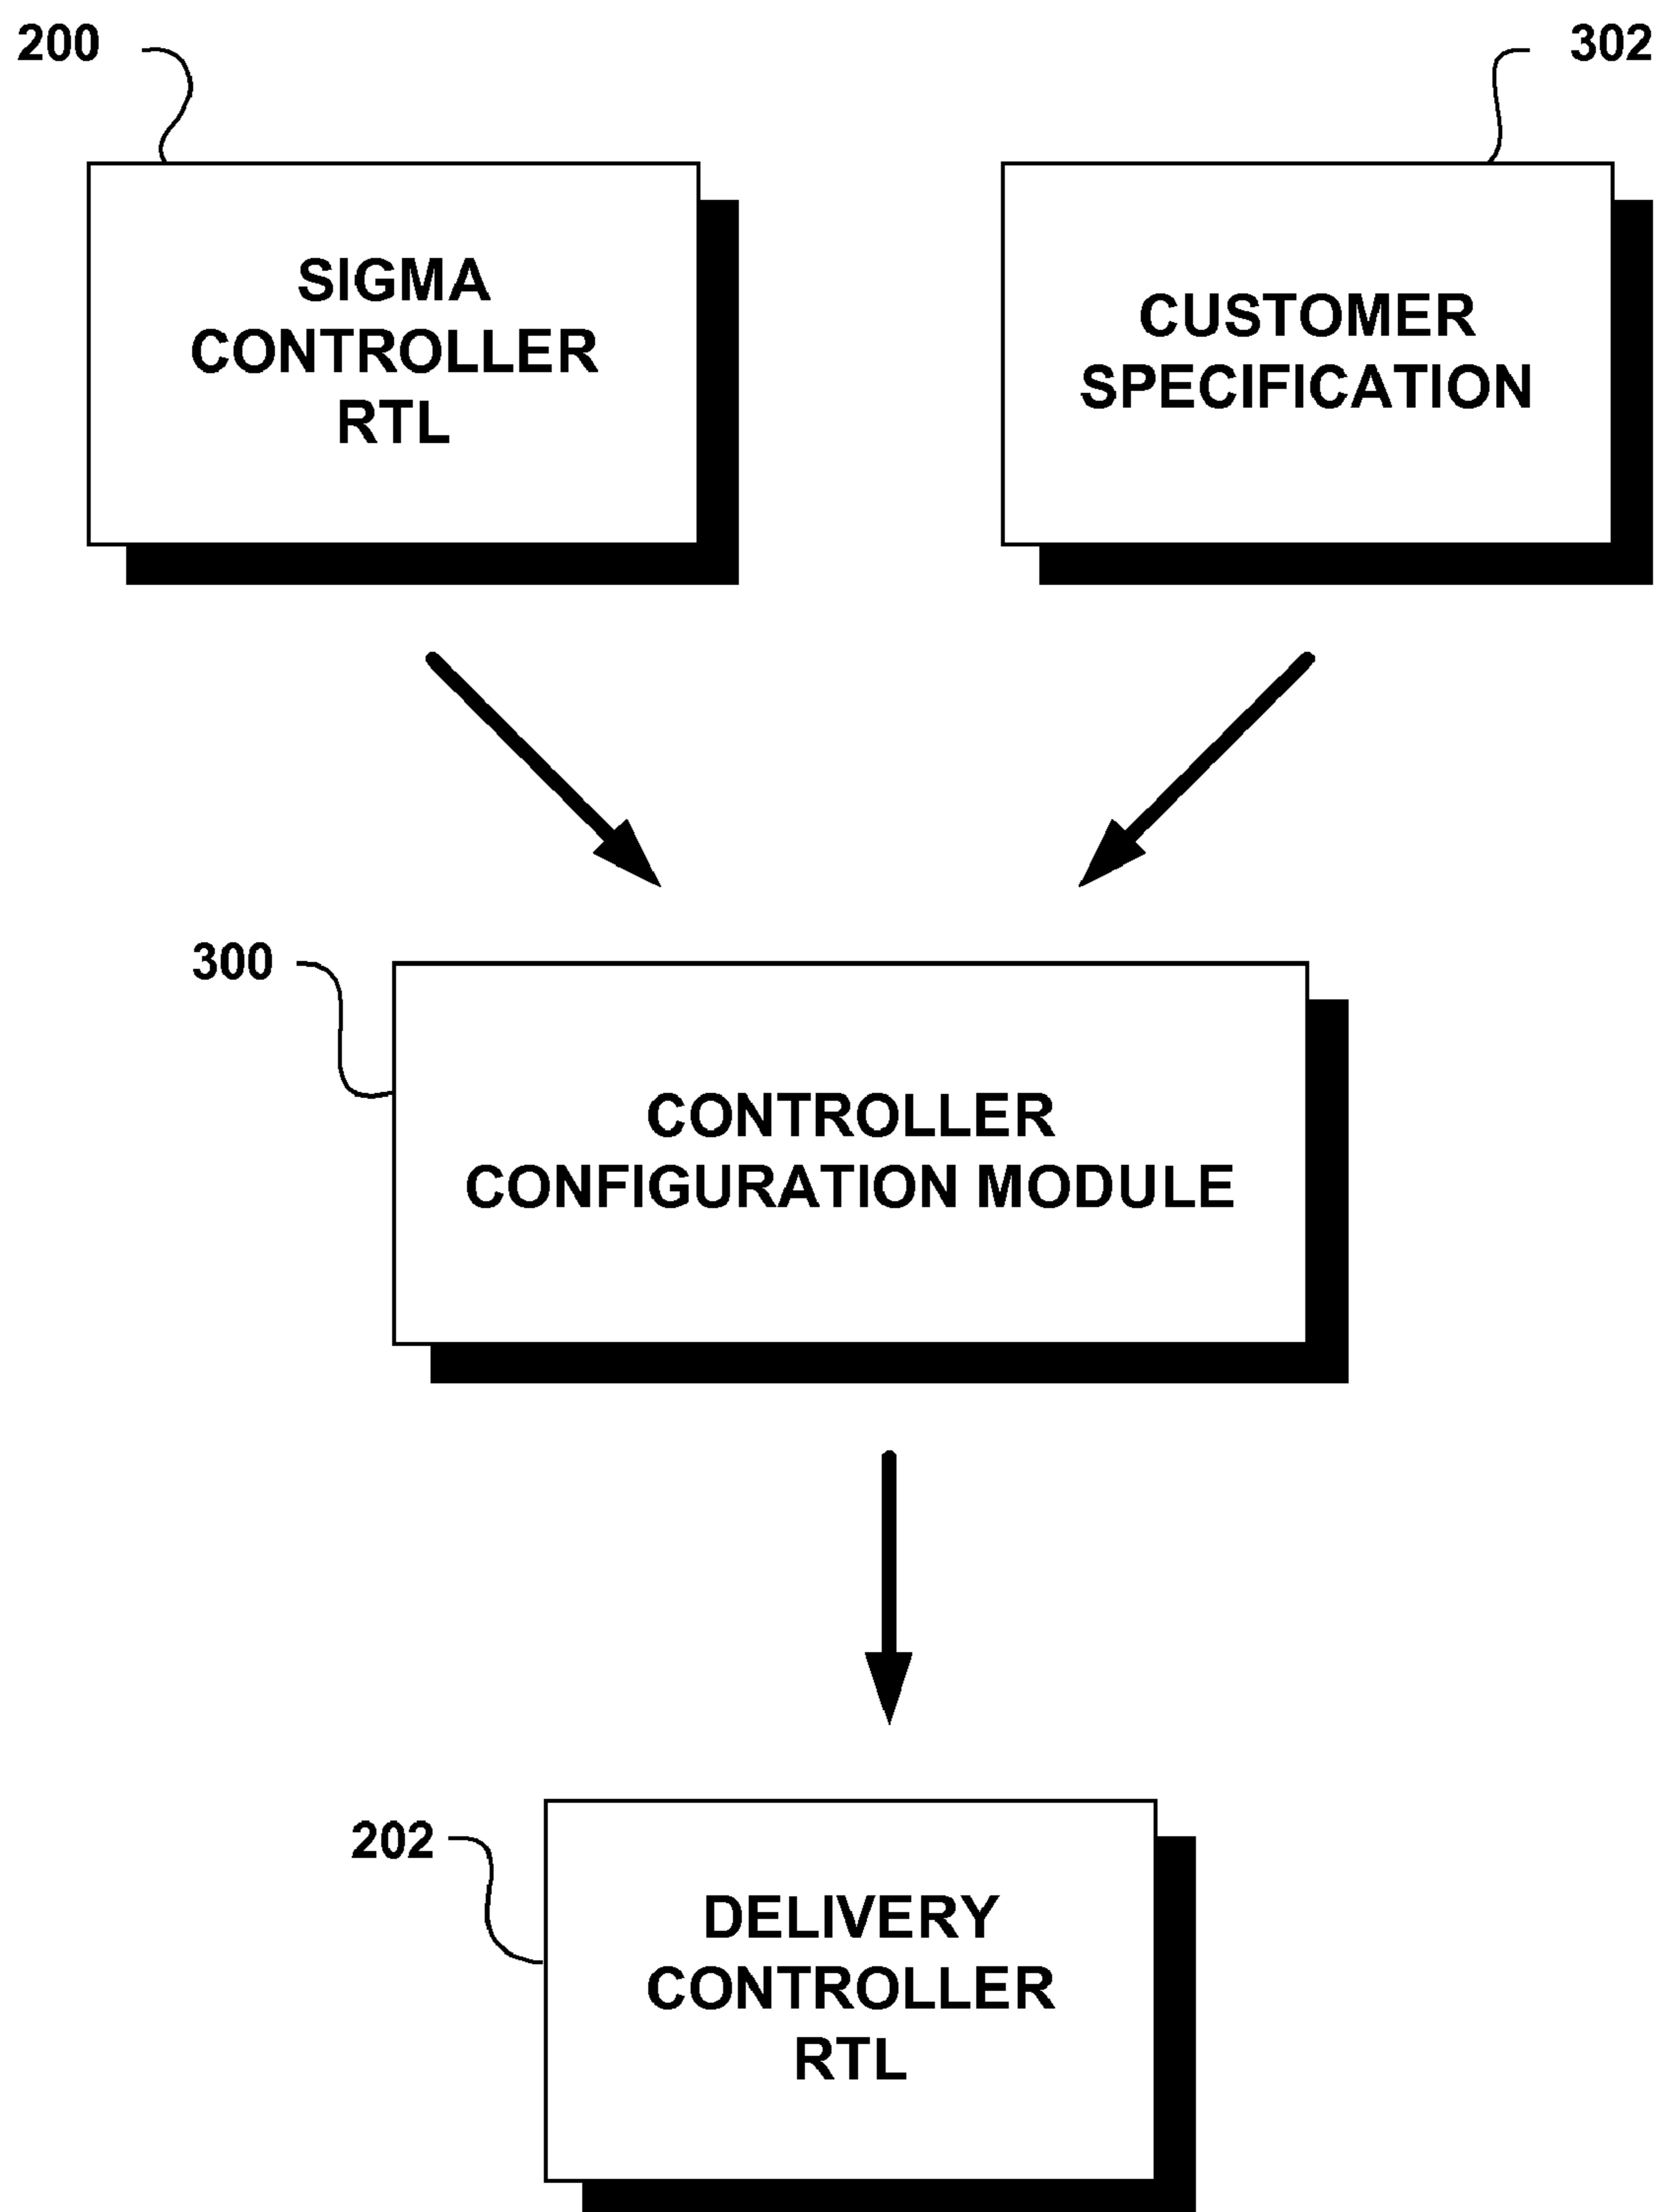 200
302
SIGMA
CONTROLLER
RTL
CUSTOMER
SPECIFICATION
300
CONTROLLER
CONFIGURATION MODULE
202
DELIVERY
CONTROLLER
RTL